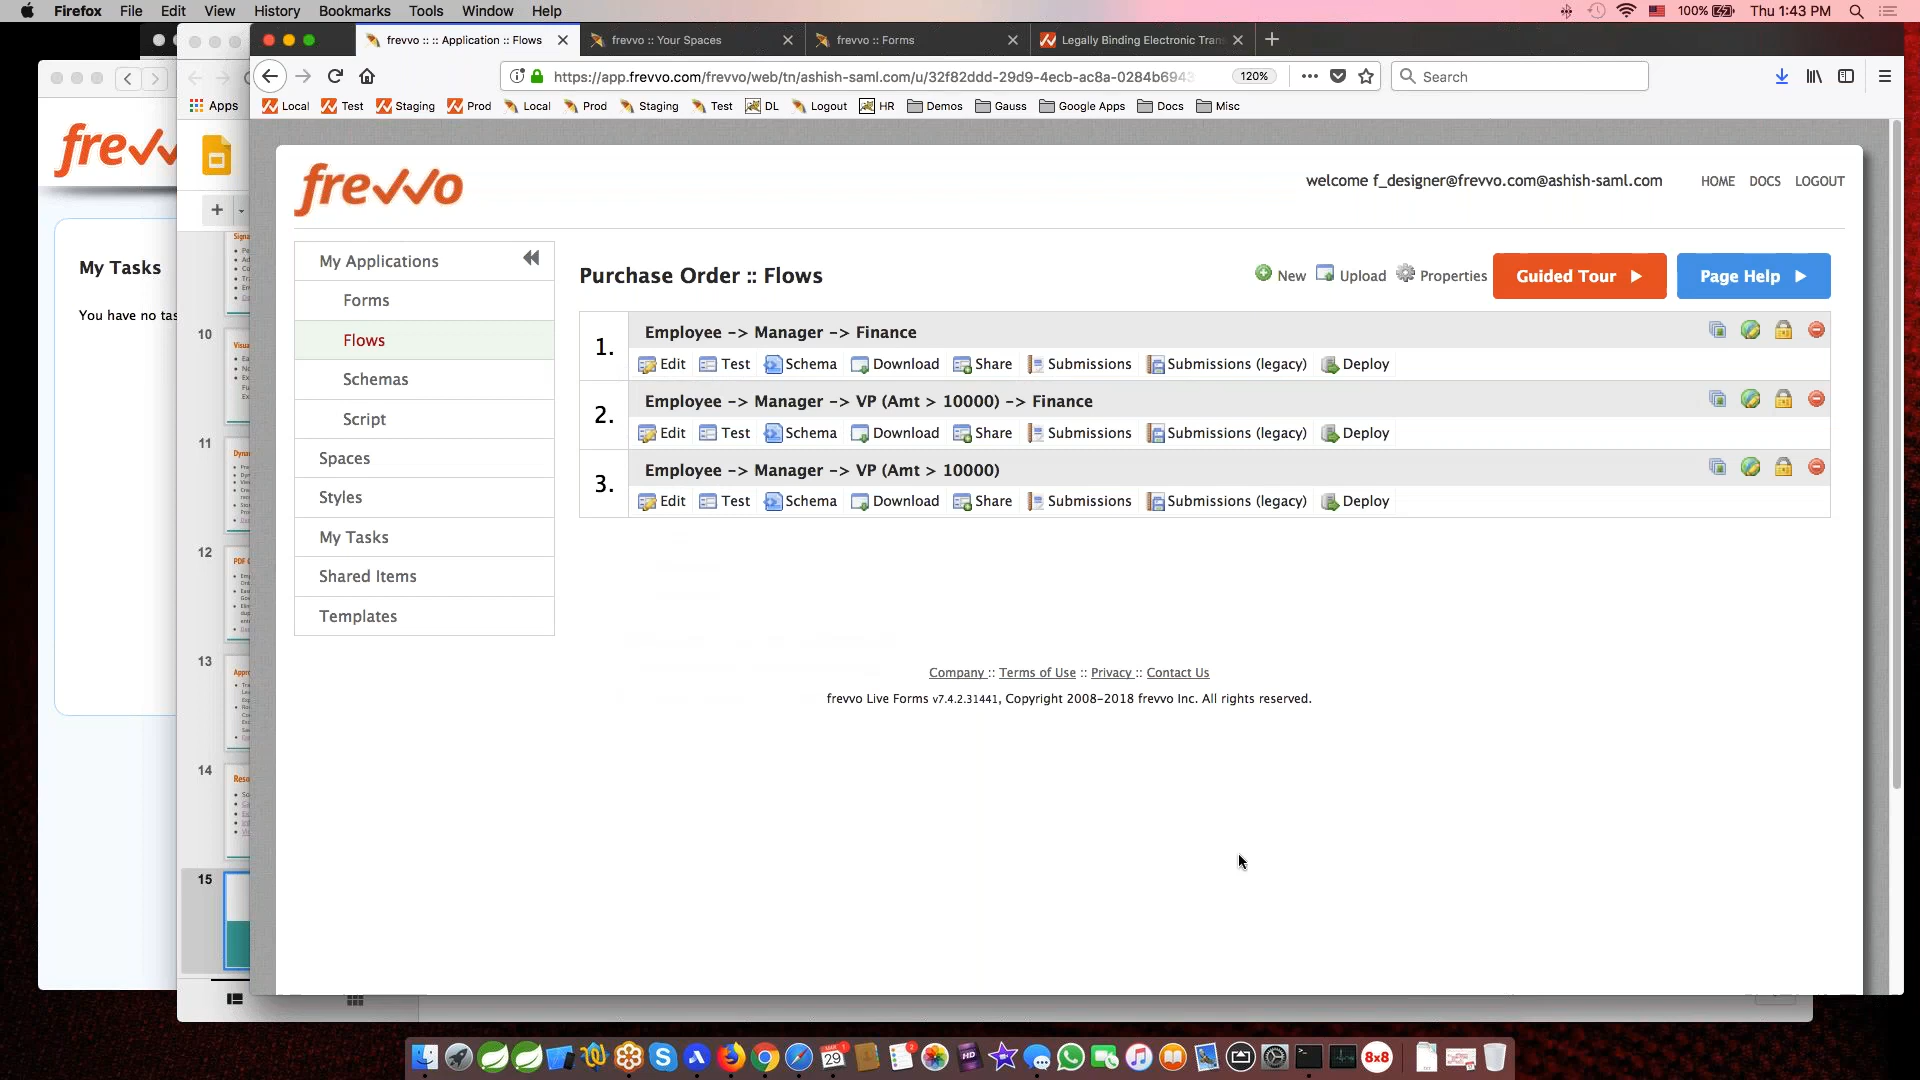 Firefox File Edit View History Bookmarks Tools Window Help 100% Thu 1:43 PM
frevvo :: :: Application :: Flows frevvo :: Your Spaces frevvo :: Forms Legally Binding Electronic Tran
https://app.frevvo.com/frevvo/web/tn/ashish-saml.com/u/32f82ddd-29d9-4ecb-ac8a-0284b6943 120% Search
Apps Local Test Staging Prod Local Prod Staging Test DL Logout HR Demos Gauss Google Apps Docs Misc
frevvo
welcome f_designer@frevvo.com@ashish-saml.com HOME DOCS LOGOUT
My Applications
Forms
Flows
Schemas
Script
Spaces
Styles
My Tasks
Shared Items
Templates
Purchase Order :: Flows New Upload Properties Guided Tour Page Help
1. Employee -> Manager -> Finance
Edit Test Schema Download Share Submissions Submissions (legacy) Deploy
2. Employee -> Manager -> VP (Amt > 10000) -> Finance
Edit Test Schema Download Share Submissions Submissions (legacy) Deploy
3. Employee -> Manager -> VP (Amt > 10000)
Edit Test Schema Download Share Submissions Submissions (legacy) Deploy
Company :: Terms of Use :: Privacy :: Contact Us
frevvo Live Forms v7.4.2.31441, Copyright 2008-2018 frevvo Inc. All rights reserved.
My Tasks
You have no tas
10
11
12
13
14
15
29
8x8